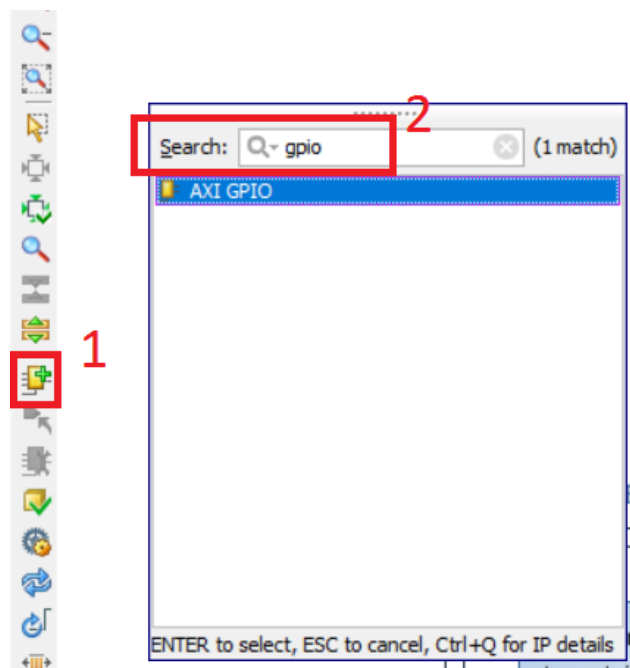 2
Search: gpio (1 match)
AXI GPIO
1
ENTER to select, ESC to cancel, Ctrl+Q for IP details